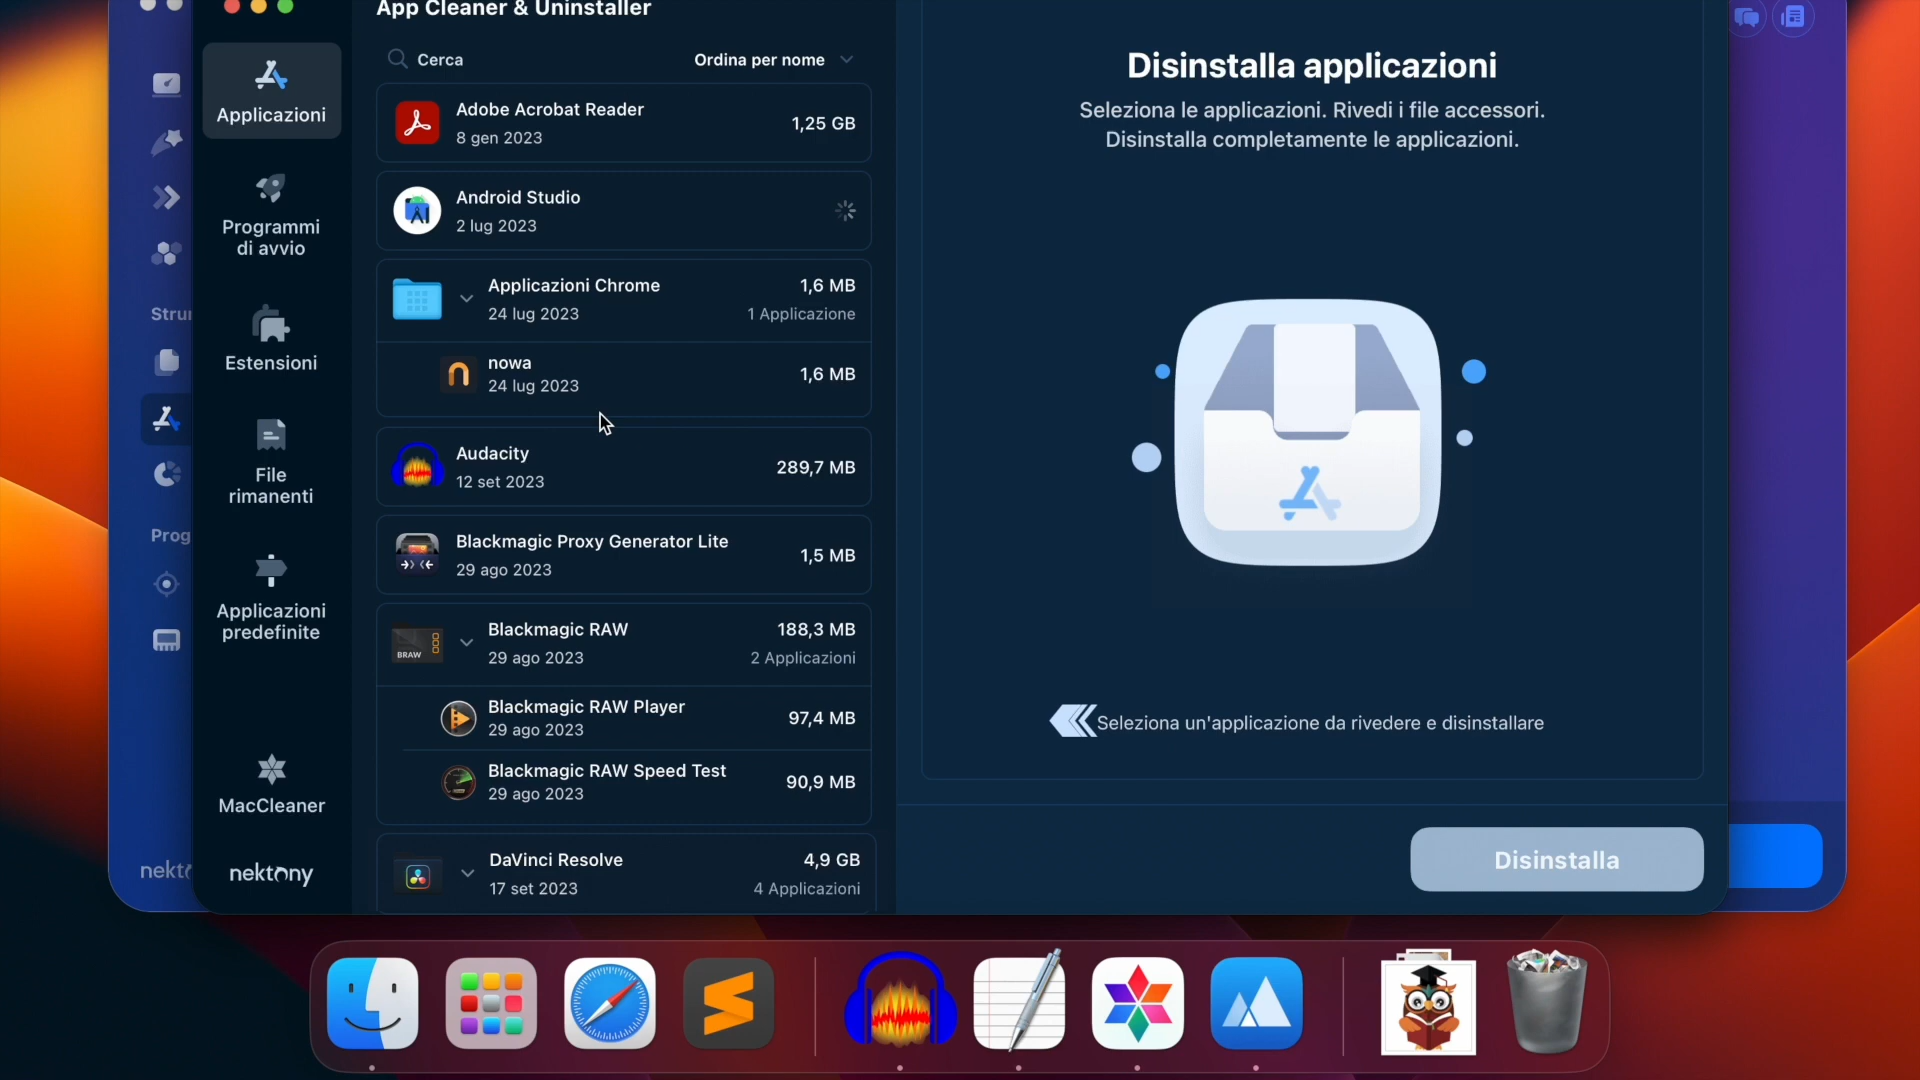 App Cleaner & Uninstaller
Applicazioni
Programmi
di avvio
Estensioni
File
rimanenti
Applicazioni
predefinite
MacCleaner
nektony
Cerca
Ordina per nome
Adobe Acrobat Reader
8 gen 2023
1,25 GB
Android Studio
2 lug 2023
Applicazioni Chrome
1,6 MB
24 lug 2023
1 Applicazione
nowa
24 lug 2023
1,6 MB
Audacity
12 set 2023
289,7 MB
Blackmagic Proxy Generator Lite
29 ago 2023
1,5 MB
Blackmagic RAW
188,3 MB
29 ago 2023
2 Applicazioni
BRAW
Blackmagic RAW Player
29 ago 2023
97,4 MB
Blackmagic RAW Speed Test
29 ago 2023
90,9 MB
DaVinci Resolve
4,9 GB
17 set 2023
4 Applicazioni
Disinstalla applicazioni
Seleziona le applicazioni. Rivedi i file accessori.
Disinstalla completamente le applicazioni.
Seleziona un'applicazione da rivedere e disinstallare
Disinstalla
Stru
Prog
nekt